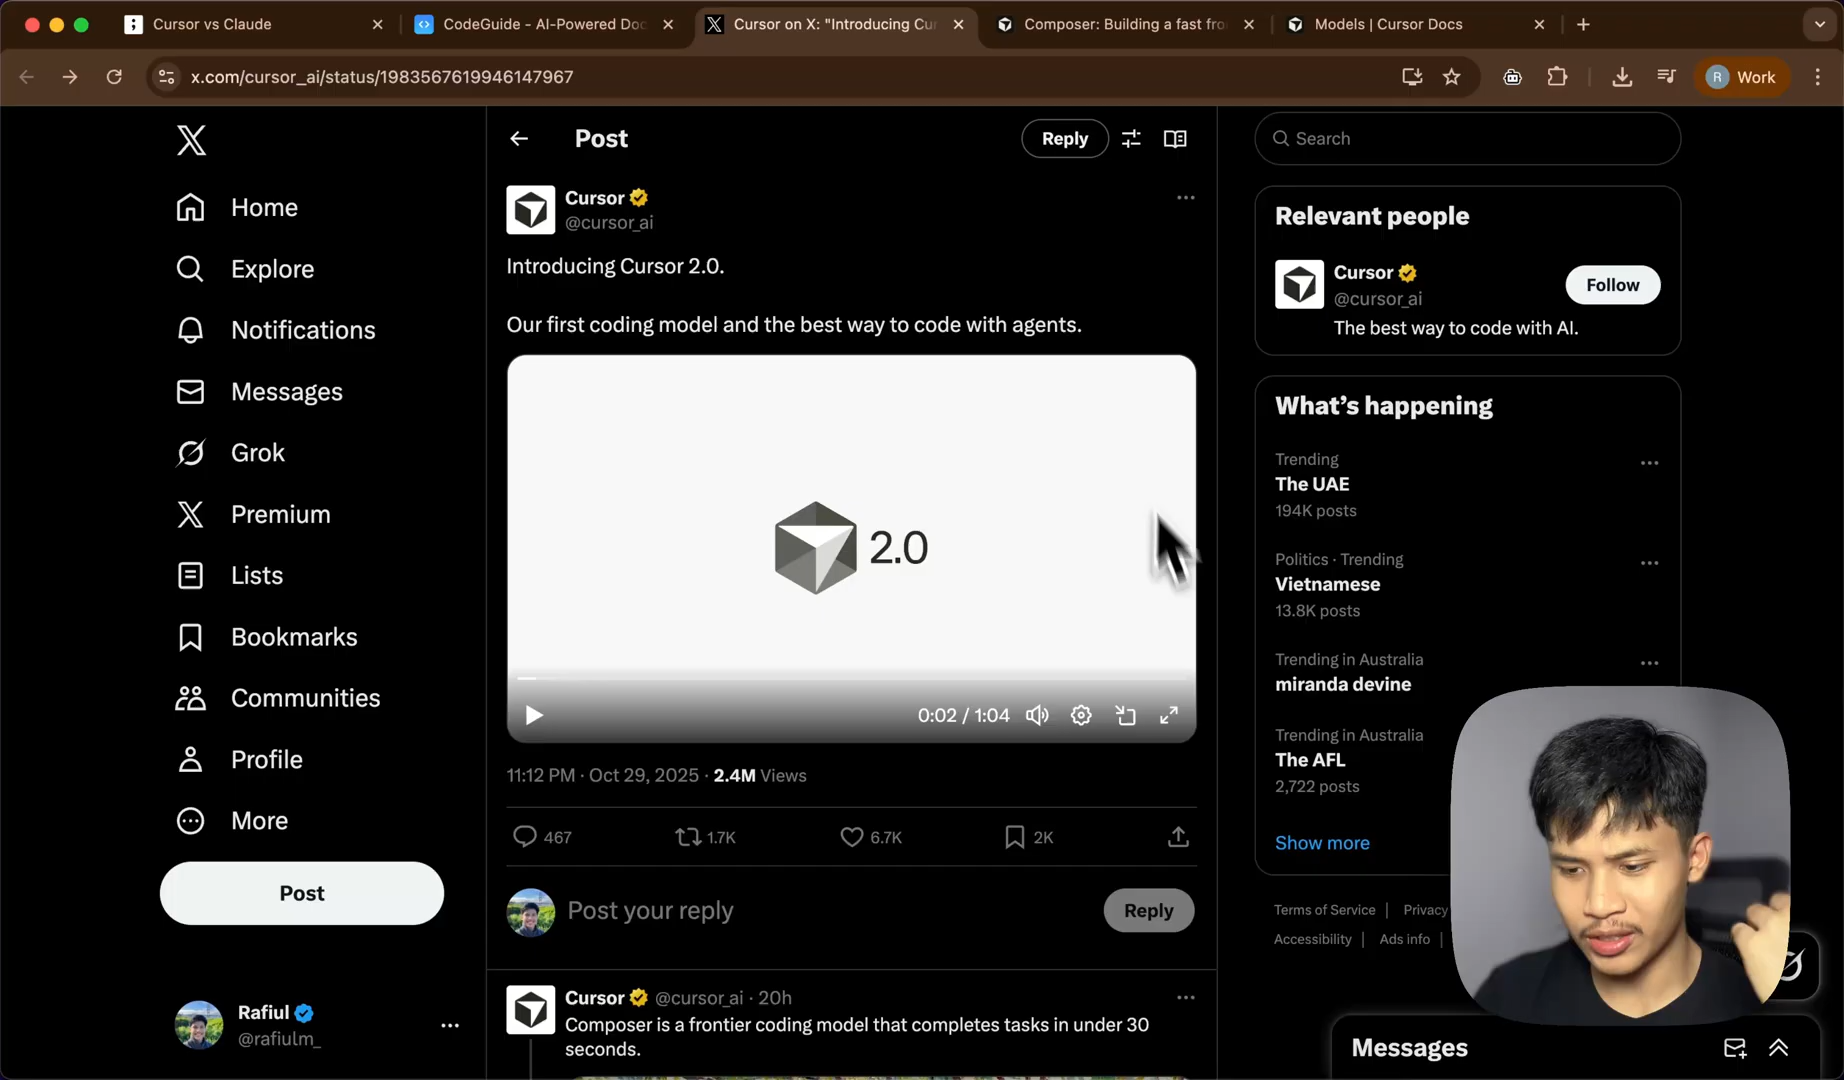 Cursor vs Claude
CodeGuide - AI-Powered Doc
Cursor on X: "Introducing Cur
Composer: Building a fast fro
Models | Cursor Docs
x.com/cursor_ai/status/1983567619946147967
R
Work
Home
Explore
Notifications
Messages
Grok
Premium
Lists
Bookmarks
Communities
Profile
More
Post
Rafiul
@rafiulm_
Post
Reply
Cursor
@cursor_ai
Introducing Cursor 2.0.
Our first coding model and the best way to code with agents.
2.0
0:02 / 1:04
11:12 PM · Oct 29, 2025 · 2.4M Views
467
1.7K
6.7K
2K
Post your reply
Reply
Cursor @cursor_ai · 20h
Composer is a frontier coding model that completes tasks in under 30
seconds.
Search
Relevant people
Cursor
@cursor_ai
Follow
The best way to code with AI.
What's happening
Trending
The UAE
194K posts
Politics · Trending
Vietnamese
13.8K posts
Trending in Australia
miranda devine
Trending in Australia
The AFL
2,722 posts
Show more
Terms of Service | Privacy
Accessibility | Ads info |
Messages